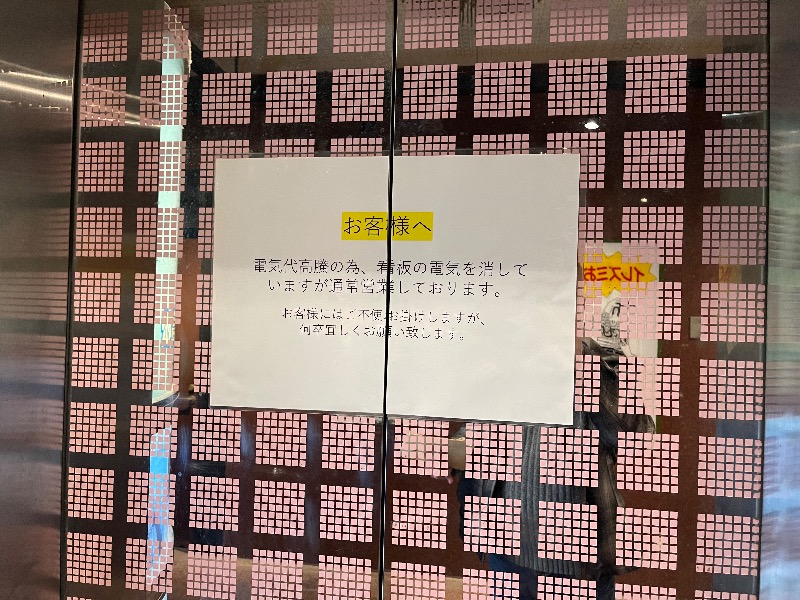 お客様へ
電気代高騰の為、看板の電気を消して
いますが通常営業しております。
お客様にはご不便お掛けしますが、
何卒宜しくお願い致します。